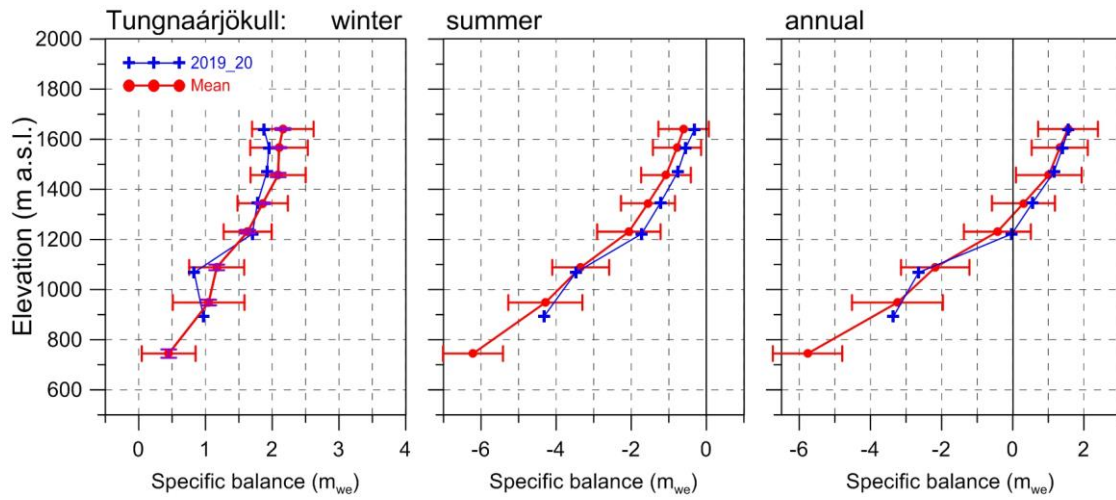 Tungnaárjökull: winter
summer
annual
2019_20
Mean
Elevation (m a.s.l.)
2000
1800
1600
1400
1200
1000
800
600
0 1 2 3 4
-6 -4 -2 0
-6 -4 -2 0 2
Specific balance (mwe)
Specific balance (mwe)
Specific balance (mwe)